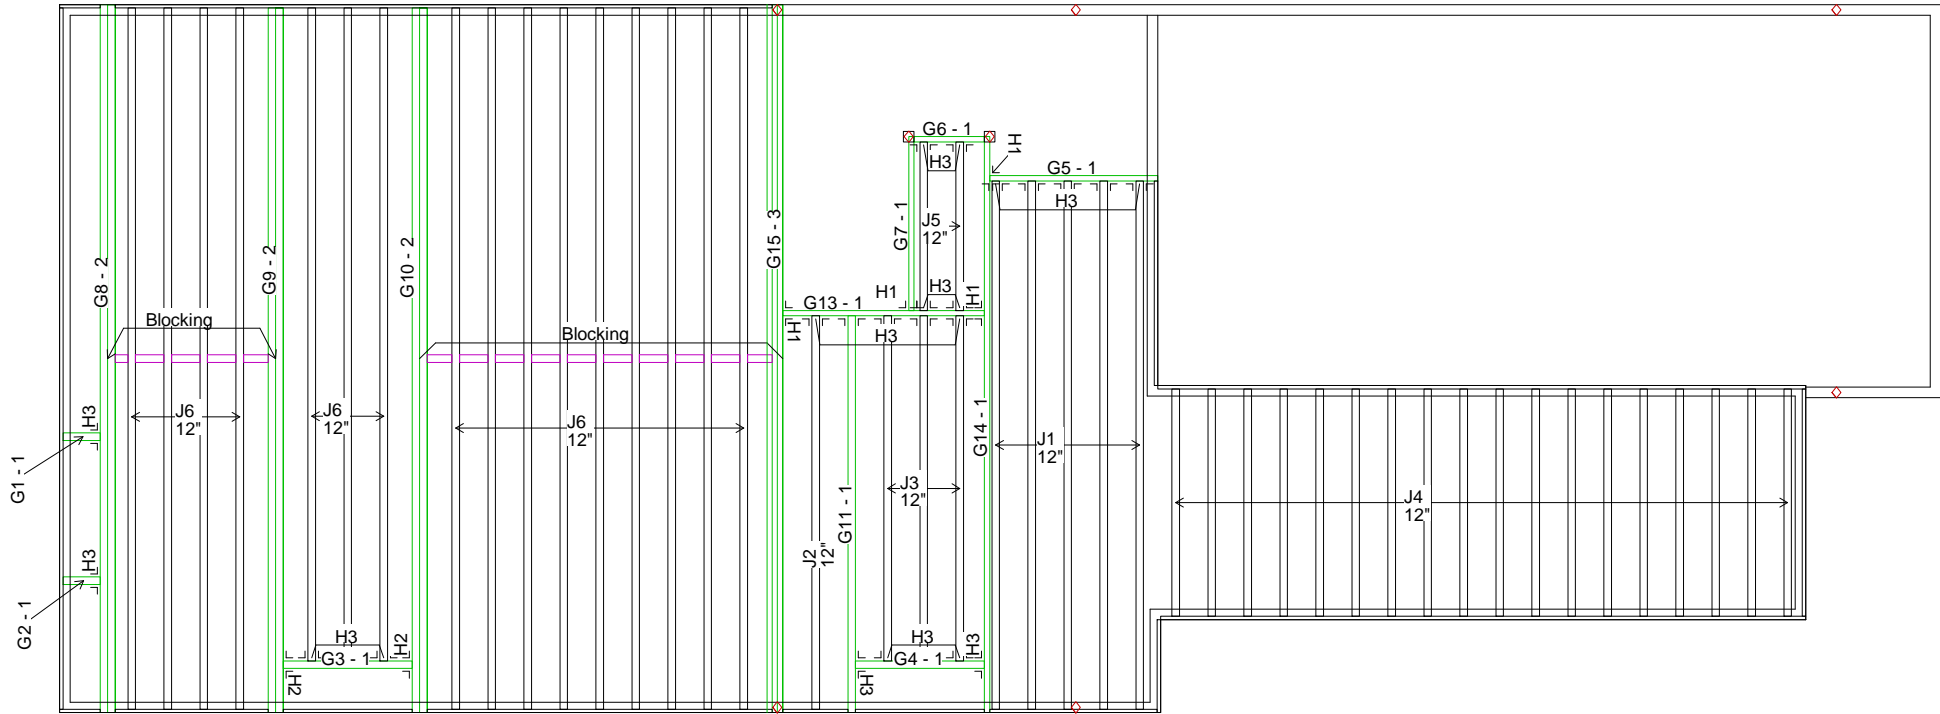 G6 - 1
H1
H3
G5 - 1
H3
J5
12"
G7 - 1
G15 - 3
G10 - 2
G9 - 2
G8 - 2
H3
H1
H1
G13 - 1
Blocking
Blocking
H1
H3
J6
12"
J6
12"
J6
12"
H3
G14 - 1
J1
12"
G1 - 1
J3
12"
J4
12"
G11 - 1
J2
12"
H3
G2 - 1
H3
H2
H3
H3
G3 - 1
G4 - 1
H2
H3